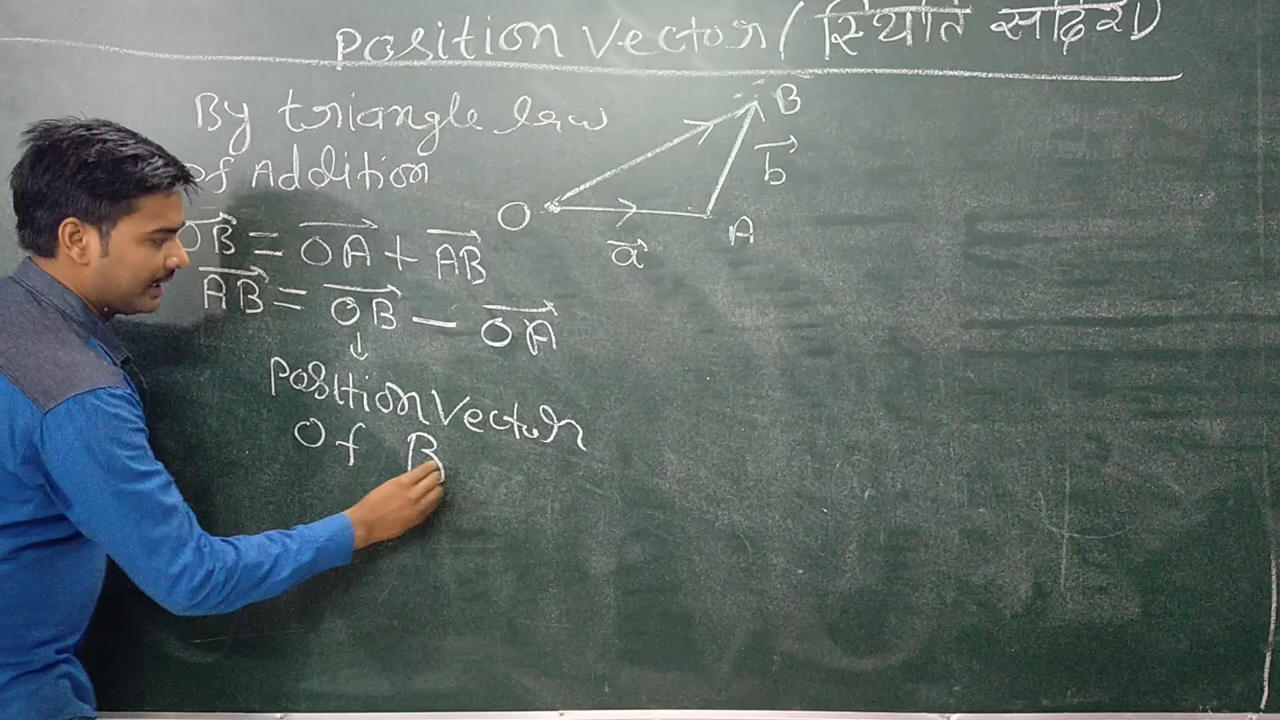 Position Vector (स्थिति सदिश)
By triangle law
of Addition
OB = OA + AB
AB = OB - OA
↓
Position Vector
Of B
B
b
O
A
a